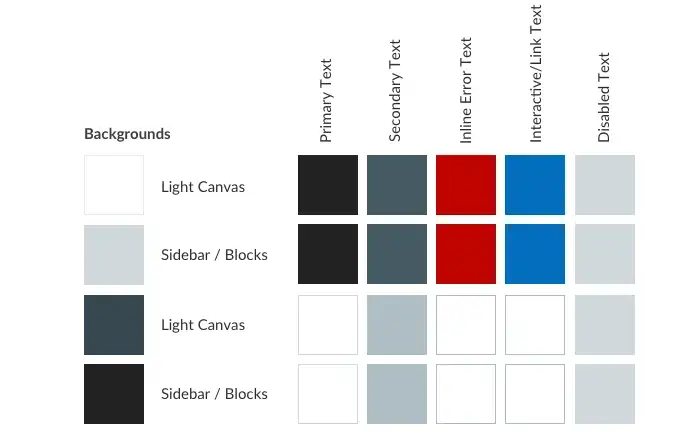 Primary Text
Secondary Text
Inline Error Text
Interactive/Link Text
Disabled Text
Backgrounds
Light Canvas
Sidebar / Blocks
Light Canvas
Sidebar / Blocks